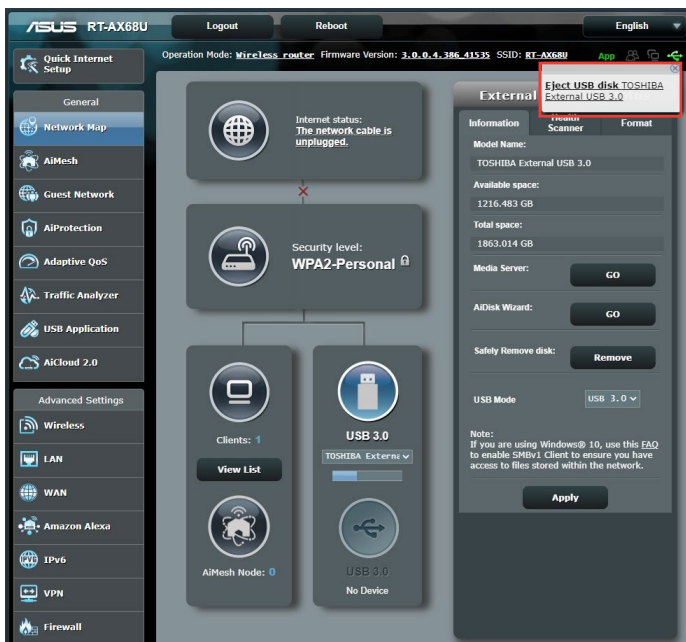 ASUS RT-AX68U
Logout
Reboot
English
Quick Internet
Setup
Operation Mode: Wireless router Firmware Version: 3.0.0.4.386_41535 SSID: RT-AX68U
App
Eject USB disk TOSHIBA
External USB 3.0
General
Network Map
AiMesh
Guest Network
AiProtection
Adaptive QoS
Traffic Analyzer
USB Application
AiCloud 2.0
Advanced Settings
Wireless
LAN
WAN
Amazon Alexa
IPv6
VPN
Firewall
Internet status:
The network cable is
unplugged.
Security level:
WPA2-Personal
Clients: 1
View List
AiMesh Node: 0
USB 3.0
TOSHIBA Externa
USB 3.0
No Device
External
Information
Health
Scanner
Format
Model Name:
TOSHIBA External USB 3.0
Available space:
1216.483 GB
Total space:
1863.014 GB
Media Server:
GO
AiDisk Wizard:
GO
Safely Remove disk:
Remove
USB Mode
USB 3.0
Note:
If you are using Windows® 10, use this FAQ
to enable SMBv1 Client to ensure you have
access to files stored within the network.
Apply